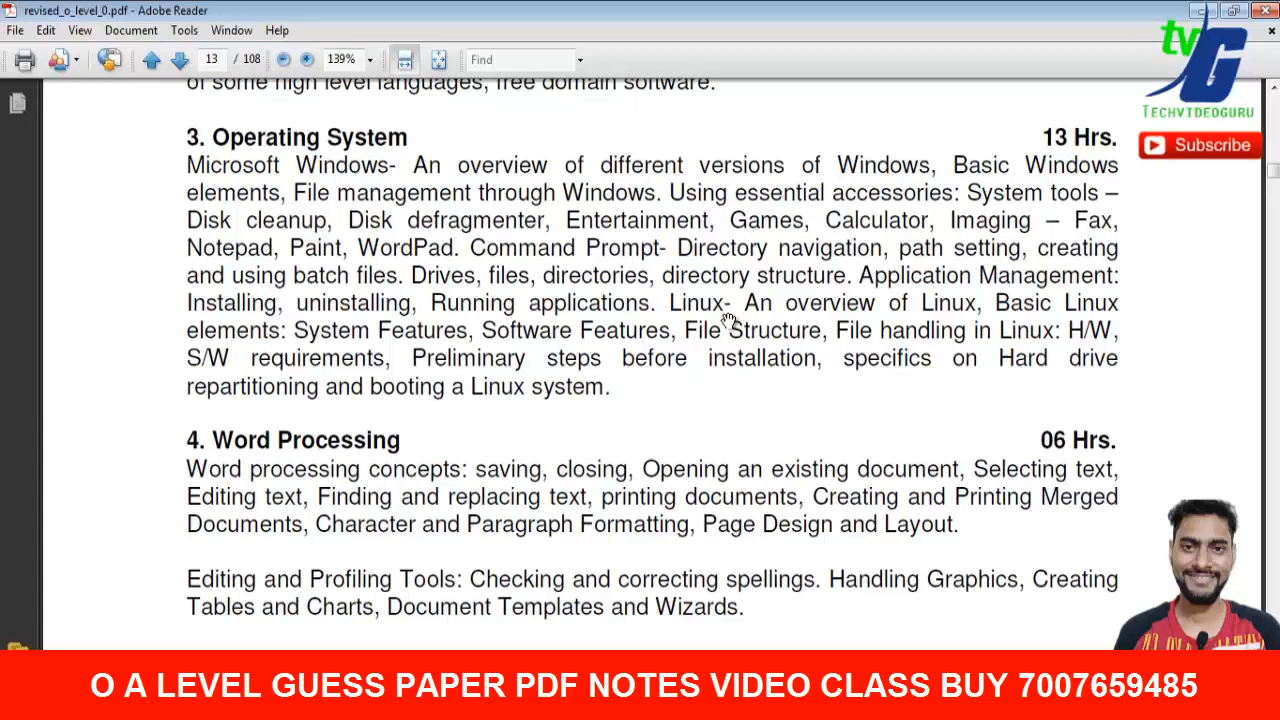 revised_o_level_0.pdf - Adobe Reader
File Edit View Document Tools Window Help
13 / 108 139% Find
tv G
TECHVIDEOGURU
Subscribe
of some high level languages, free domain software.
3. Operating System 13 Hrs.
Microsoft Windows- An overview of different versions of Windows, Basic Windows
elements, File management through Windows. Using essential accessories: System tools –
Disk cleanup, Disk defragmenter, Entertainment, Games, Calculator, Imaging – Fax,
Notepad, Paint, WordPad. Command Prompt- Directory navigation, path setting, creating
and using batch files. Drives, files, directories, directory structure. Application Management:
Installing, uninstalling, Running applications. Linux- An overview of Linux, Basic Linux
elements: System Features, Software Features, File Structure, File handling in Linux: H/W,
S/W requirements, Preliminary steps before installation, specifics on Hard drive
repartitioning and booting a Linux system.
4. Word Processing 06 Hrs.
Word processing concepts: saving, closing, Opening an existing document, Selecting text,
Editing text, Finding and replacing text, printing documents, Creating and Printing Merged
Documents, Character and Paragraph Formatting, Page Design and Layout.
Editing and Profiling Tools: Checking and correcting spellings. Handling Graphics, Creating
Tables and Charts, Document Templates and Wizards.
O A LEVEL GUESS PAPER PDF NOTES VIDEO CLASS BUY 7007659485